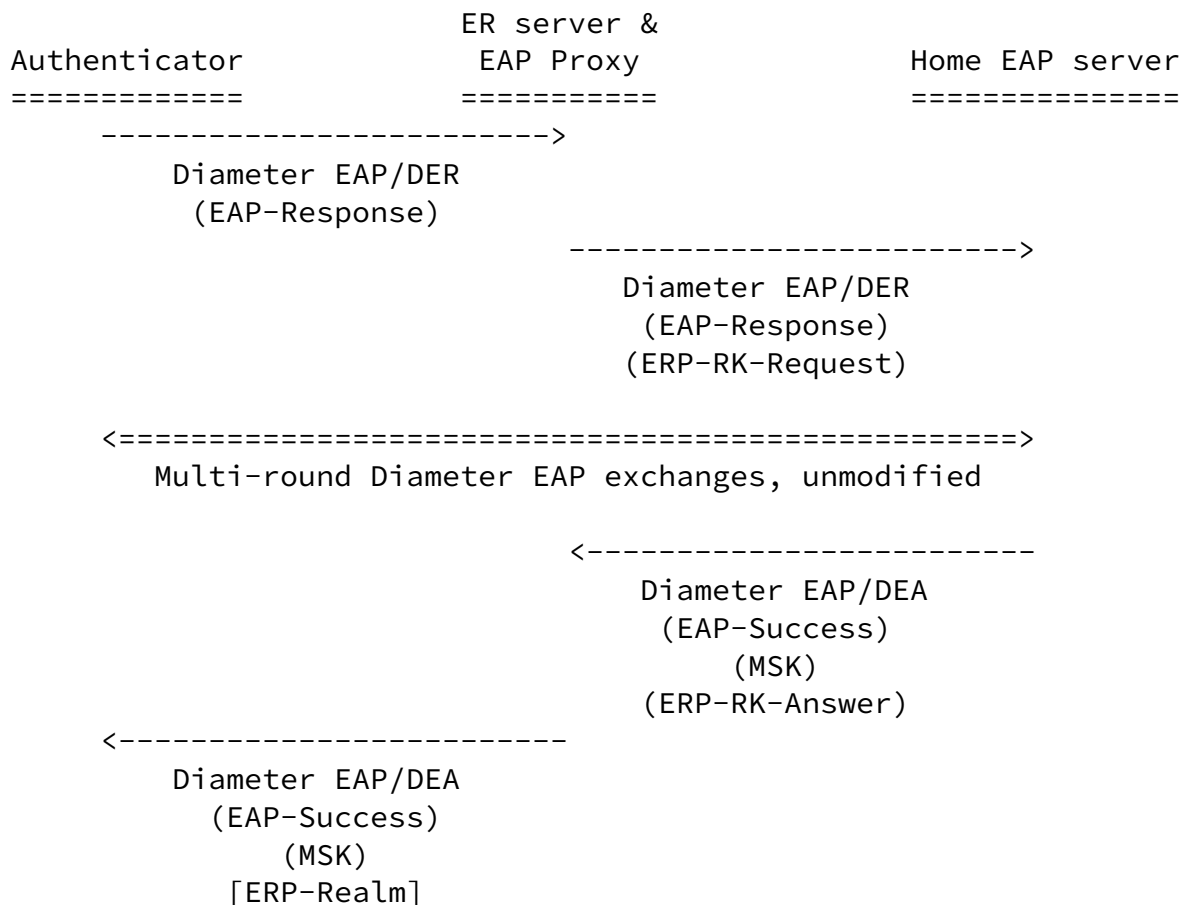 ER server &
Authenticator EAP Proxy Home EAP server
============= =========== ===============
------------------------->
Diameter EAP/DER
(EAP-Response)
------------------------->
Diameter EAP/DER
(EAP-Response)
(ERP-RK-Request)
<==================================================>
Multi-round Diameter EAP exchanges, unmodified
<-------------------------
Diameter EAP/DEA
(EAP-Success)
(MSK)
(ERP-RK-Answer)
<-------------------------
Diameter EAP/DEA
(EAP-Success)
(MSK)
[ERP-Realm]